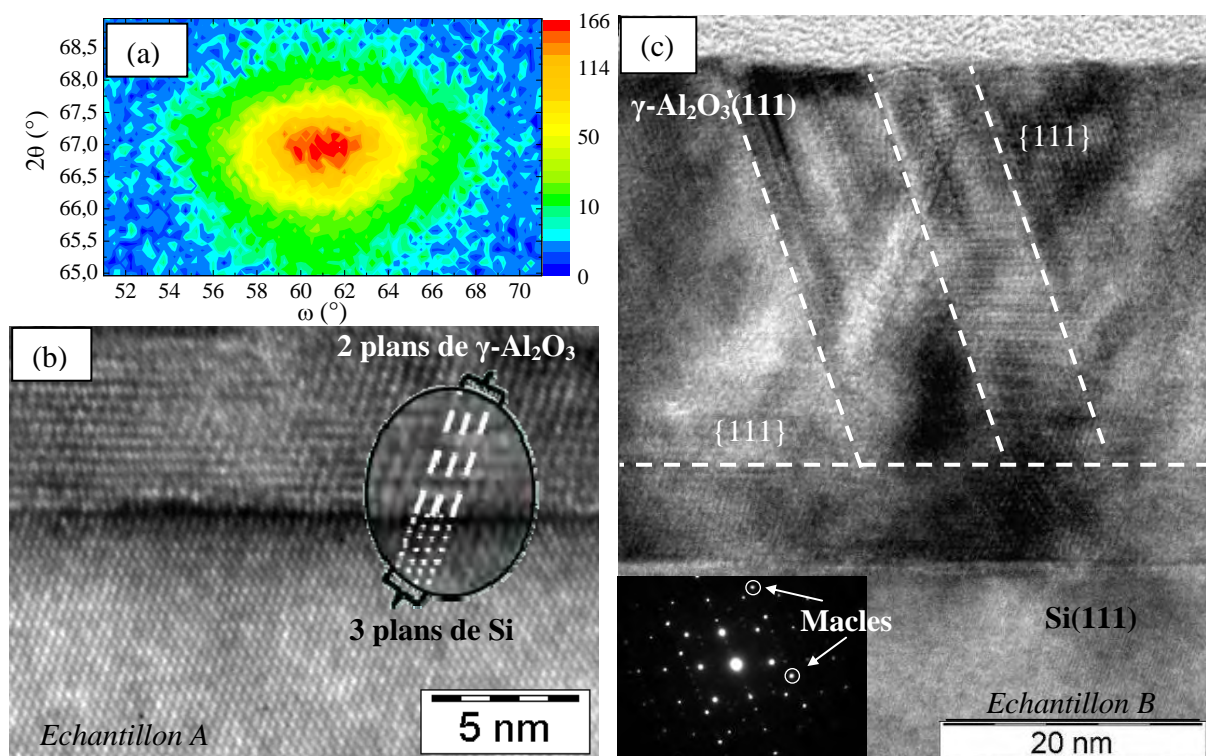 (a)
68,5
68,0
67,5
67,0
66,5
66,0
65,5
65,0
2θ (°)
52 54 56 58 60 62 64 66 68 70
ω (°)
166
114
50
10
0
(b)
2 plans de γ-Al₂O₃
3 plans de Si
Echantillon A
5 nm
(c)
γ-Al₂O₃(111)
{111}
{111}
Macles
Si(111)
Echantillon B
20 nm